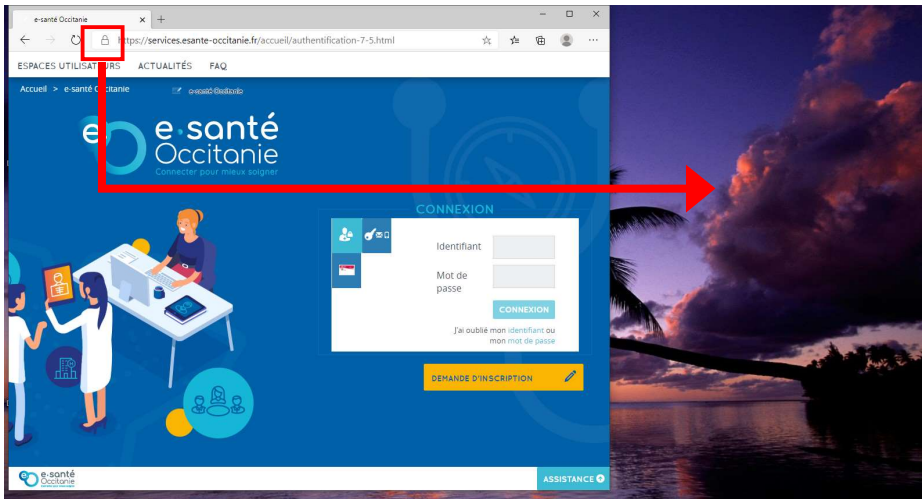 e-santé Occitanie
https://services.esante-occitanie.fr/accueil/authentification-7-5.html
ESPACES UTILISATEURS ACTUALITÉS FAQ
Accueil > e-santé Occitanie
e-santé Occitanie
e·santé
Occitanie
Connecter pour mieux soigner
CONNEXION
Identifiant
Mot de
passe
CONNEXION
J'ai oublié mon identifiant ou
mon mot de passe
DEMANDE D'INSCRIPTION
e·santé
Occitanie
ASSISTANCE